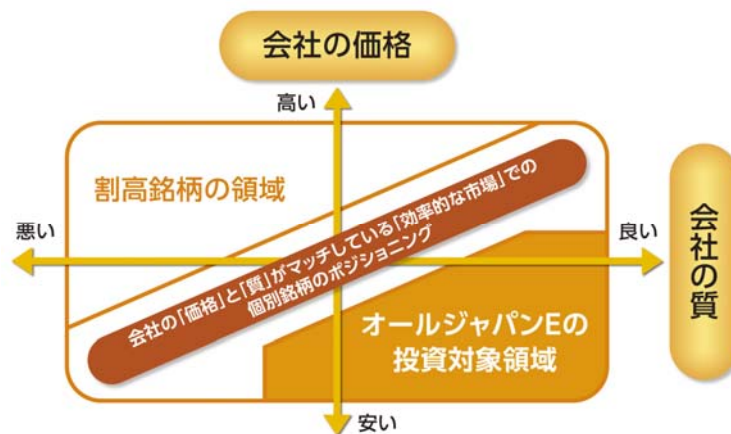 会社の価格
高い
割高銘柄の領域
会社の「価格」と「質」がマッチしている「効率的な市場」での
個別銘柄のポジショニング
悪い
良い
会社の質
オールジャパンEの
投資対象領域
安い